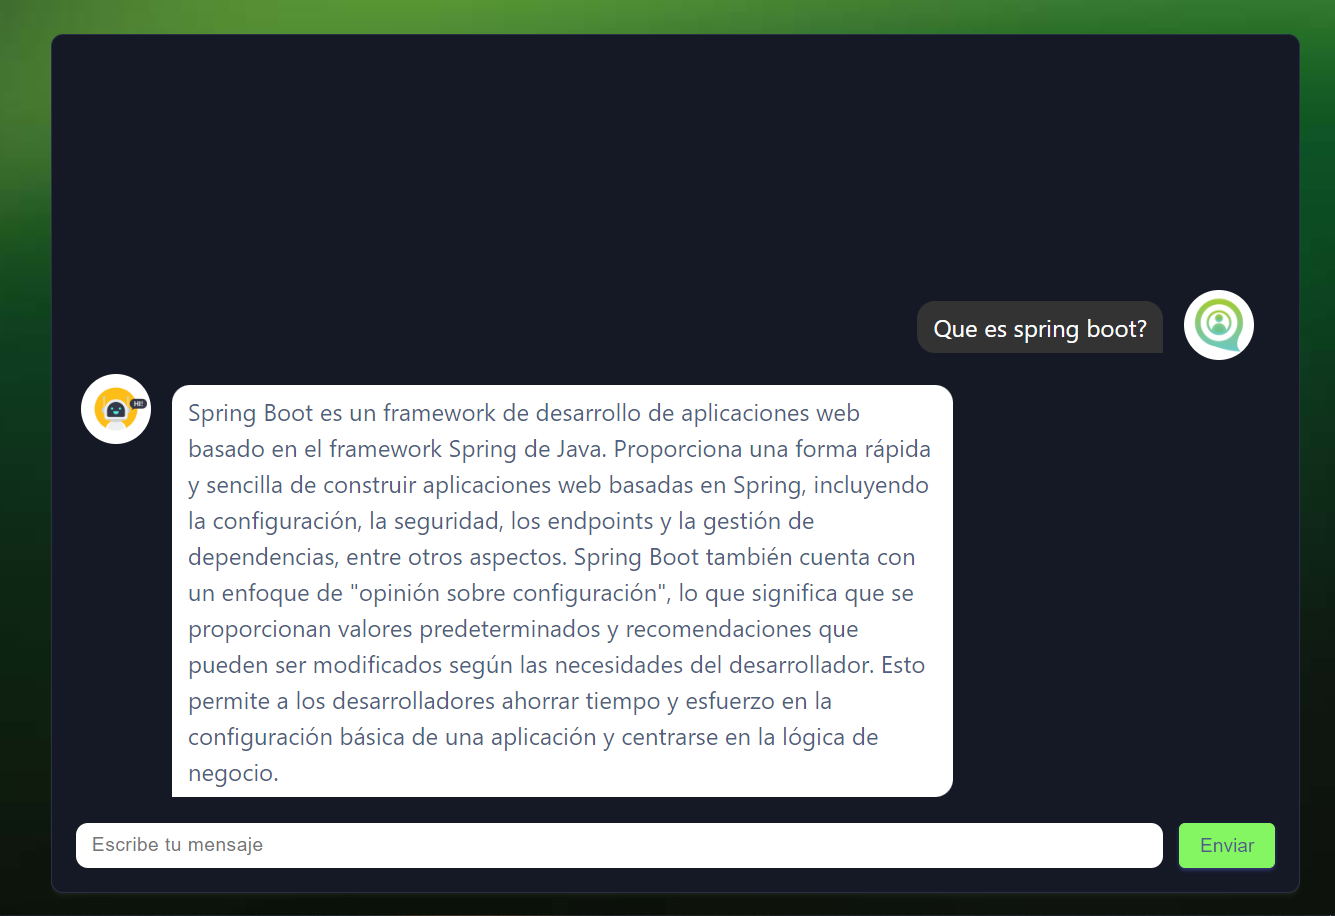 Que es spring boot?
HI!
Spring Boot es un framework de desarrollo de aplicaciones web
basado en el framework Spring de Java. Proporciona una forma rápida
y sencilla de construir aplicaciones web basadas en Spring, incluyendo
la configuración, la seguridad, los endpoints y la gestión de
dependencias, entre otros aspectos. Spring Boot también cuenta con
un enfoque de "opinión sobre configuración", lo que significa que se
proporcionan valores predeterminados y recomendaciones que
pueden ser modificados según las necesidades del desarrollador. Esto
permite a los desarrolladores ahorrar tiempo y esfuerzo en la
configuración básica de una aplicación y centrarse en la lógica de
negocio.
Escribe tu mensaje
Enviar